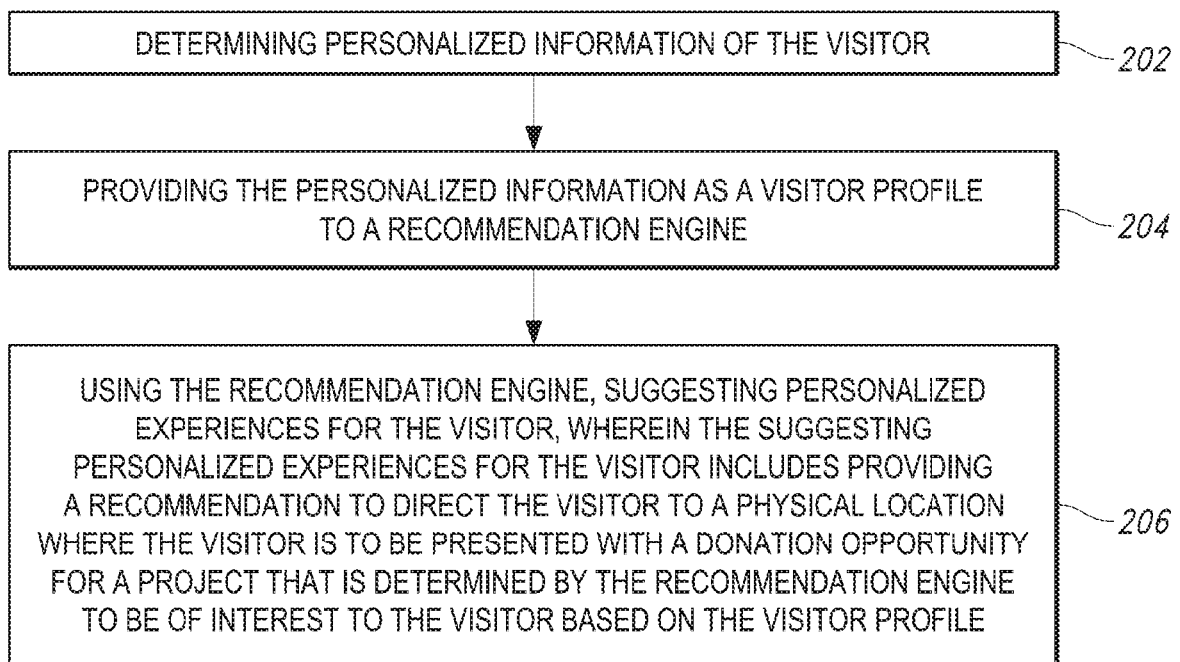 DETERMINING PERSONALIZED INFORMATION OF THE VISITOR
202
PROVIDING THE PERSONALIZED INFORMATION AS A VISITOR PROFILE
TO A RECOMMENDATION ENGINE
204
USING THE RECOMMENDATION ENGINE, SUGGESTING PERSONALIZED
EXPERIENCES FOR THE VISITOR, WHEREIN THE SUGGESTING
PERSONALIZED EXPERIENCES FOR THE VISITOR INCLUDES PROVIDING
A RECOMMENDATION TO DIRECT THE VISITOR TO A PHYSICAL LOCATION
WHERE THE VISITOR IS TO BE PRESENTED WITH A DONATION OPPORTUNITY
FOR A PROJECT THAT IS DETERMINED BY THE RECOMMENDATION ENGINE
TO BE OF INTEREST TO THE VISITOR BASED ON THE VISITOR PROFILE
206